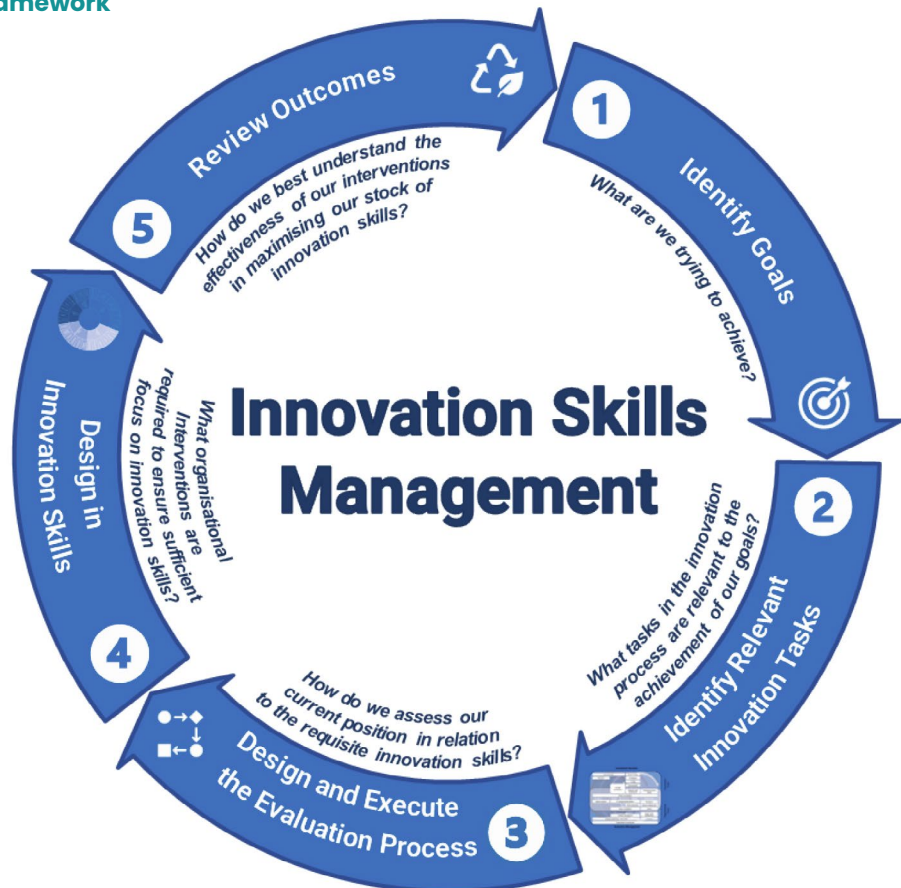 amework
Innovation Skills
Management
1
Identify Goals
What are we trying to achieve?
2
Identify Relevant
Innovation Tasks
What tasks in the innovation
process are relevant to the
achievement of our goals?
3
Design and Execute
the Evaluation Process
How do we assess our
current position in relation
to the requisite innovation skills?
4
Design in
Innovation Skills
What organisational
Interventions are
required to ensure sufficient
focus on innovation skills?
5
Review Outcomes
How do we best understand the
effectiveness of our interventions
in maximising our stock of
innovation skills?